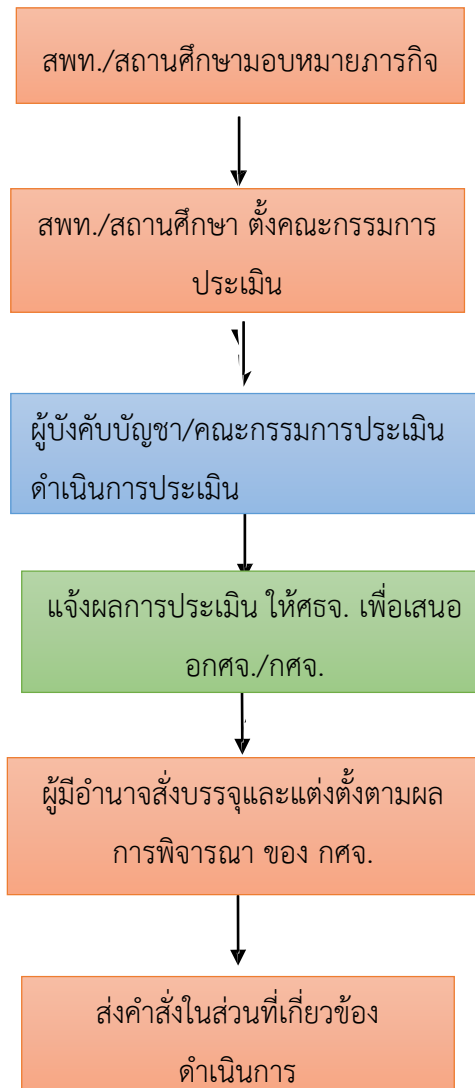 สพท./สถานศึกษามอบหมายภารกิจ
สพท./สถานศึกษา ตั้งคณะกรรมการ
ประเมิน
ผู้บังคับบัญชา/คณะกรรมการประเมิน
ดำเนินการประเมิน
แจ้งผลการประเมิน ให้ศธจ. เพื่อเสนอ
อกศจ./กศจ.
ผู้มีอำนาจสั่งบรรจุและแต่งตั้งตามผล
การพิจารณา ของ กศจ.
ส่งคำสั่งในส่วนที่เกี่ยวข้อง
ดำเนินการ